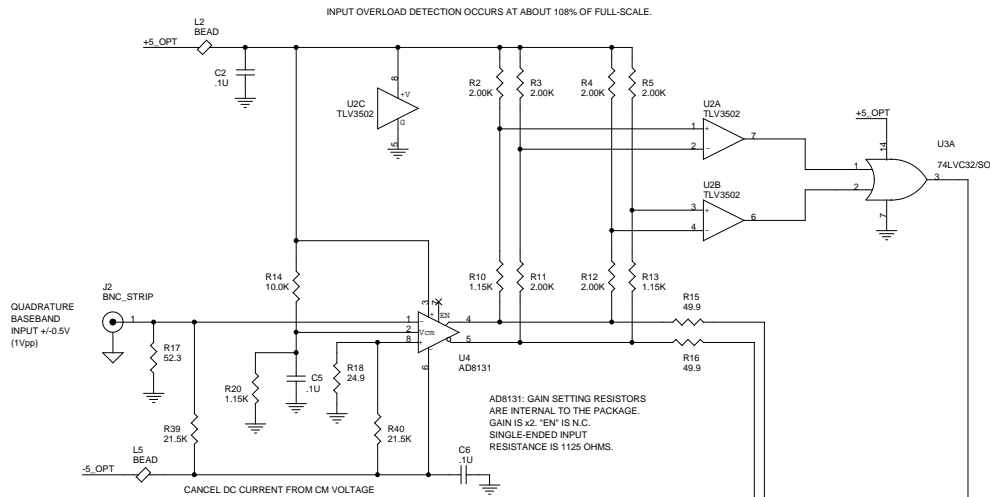 INPUT OVERLOAD DETECTION OCCURS AT ABOUT 108% OF FULL-SCALE.
L2
BEAD
+5_OPT
C2
.1U
8
+V
U2C
TLV3502
G
5
R2
2.00K
R3
2.00K
R4
2.00K
R5
2.00K
U2A
TLV3502
1
+
2
-
7
U2B
TLV3502
3
+
4
-
6
+5_OPT
14
U3A
74LVC32/SO
1
2
3
7
R14
10.0K
R10
1.15K
R11
2.00K
R12
2.00K
R13
1.15K
R15
49.9
R16
49.9
J2
BNC_STRIP
1
QUADRATURE
BASEBAND
INPUT +/-0.5V
(1Vpp)
R17
52.3
3
7
+
EN
1
-
2
Vcm
8
+
4
5
-
6
U4
AD8131
R18
24.9
C5
.1U
R20
1.15K
R39
21.5K
R40
21.5K
AD8131: GAIN SETTING RESISTORS
ARE INTERNAL TO THE PACKAGE.
GAIN IS x2. "EN" IS N.C.
SINGLE-ENDED INPUT
RESISTANCE IS 1125 OHMS.
L5
BEAD
-5_OPT
C6
.1U
CANCEL DC CURRENT FROM CM VOLTAGE